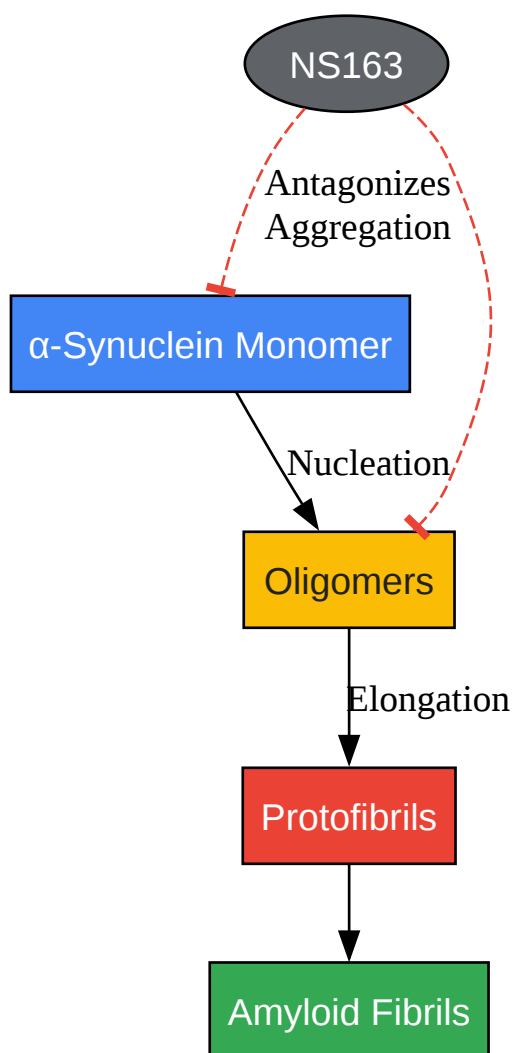 NS163
Antagonizes
Aggregation
α-Synuclein Monomer
Nucleation
Oligomers
Elongation
Protofibrils
Amyloid Fibrils